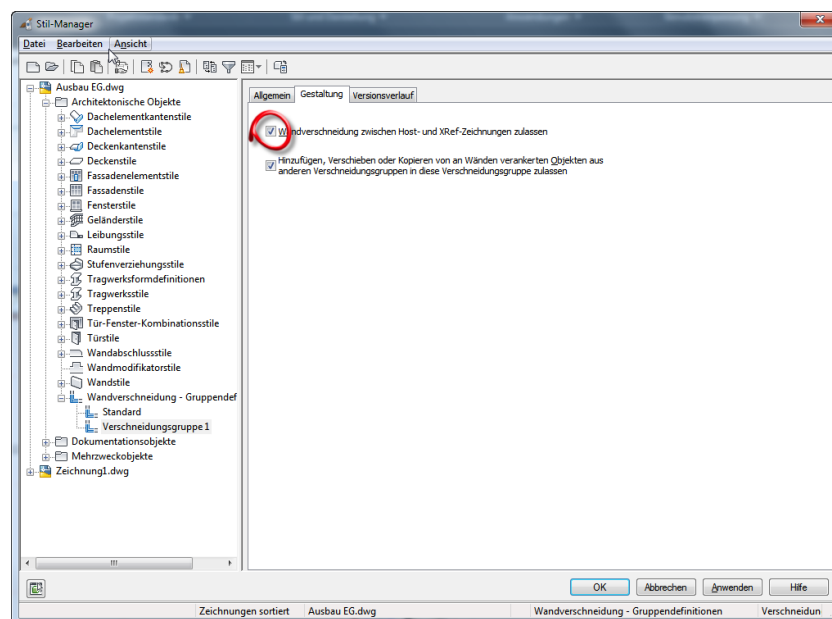 Stil-Manager
Datei Bearbeiten Ansicht
Ausbau EG.dwg
Architektonische Objekte
Dachelementkantenstile
Dachelementstile
Deckenkantenstile
Deckenstile
Fassadenelementstile
Fassadenstile
Fensterstile
Geländerstile
Leibungsstile
Raumstile
Stufenverziehungsstile
Tragwerksformdefinitionen
Tragwerksstile
Treppenstile
Tür-Fenster-Kombinationsstile
Türstile
Wandabschlussstile
Wandmodifikatorstile
Wandstile
Wandverschneidung - Gruppendef
Standard
Verschneidungsgruppe 1
Dokumentationsobjekte
Mehrzweckobjekte
Zeichnung1.dwg
Allgemein Gestaltung Versionsverlauf
Wandverschneidung zwischen Host- und XRef-Zeichnungen zulassen
Hinzufügen, Verschieben oder Kopieren von an Wänden verankerten Objekten aus
anderen Verschneidungsgruppen in diese Verschneidungsgruppe zulassen
OK Abbrechen Anwenden Hilfe
Zeichnungen sortiert Ausbau EG.dwg Wandverschneidung - Gruppendefinitionen Verschneidun